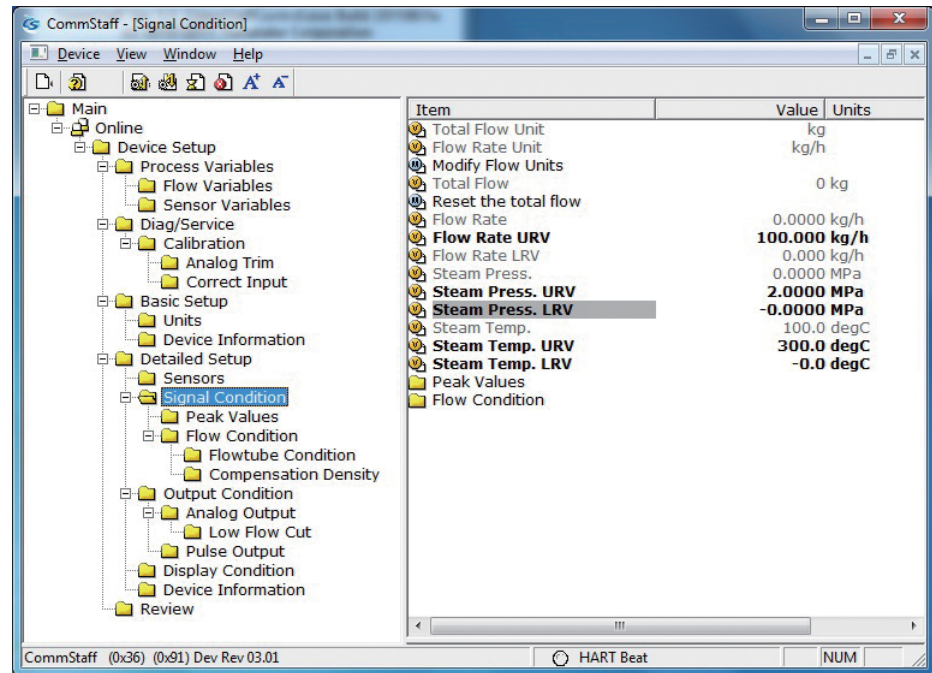 CommStaff - [Signal Condition]
Device View Window Help
Main
Online
Device Setup
Process Variables
Flow Variables
Sensor Variables
Diag/Service
Calibration
Analog Trim
Correct Input
Basic Setup
Units
Device Information
Detailed Setup
Sensors
Signal Condition
Peak Values
Flow Condition
Flowtube Condition
Compensation Density
Output Condition
Analog Output
Low Flow Cut
Pulse Output
Display Condition
Device Information
Review
Item Value Units
Total Flow Unit kg
Flow Rate Unit kg/h
Modify Flow Units
Total Flow 0 kg
Reset the total flow
Flow Rate 0.0000 kg/h
Flow Rate URV 100.000 kg/h
Flow Rate LRV 0.000 kg/h
Steam Press. 0.0000 MPa
Steam Press. URV 2.0000 MPa
Steam Press. LRV -0.0000 MPa
Steam Temp. 100.0 degC
Steam Temp. URV 300.0 degC
Steam Temp. LRV -0.0 degC
Peak Values
Flow Condition
CommStaff (0x36) (0x91) Dev Rev 03.01 HART Beat NUM